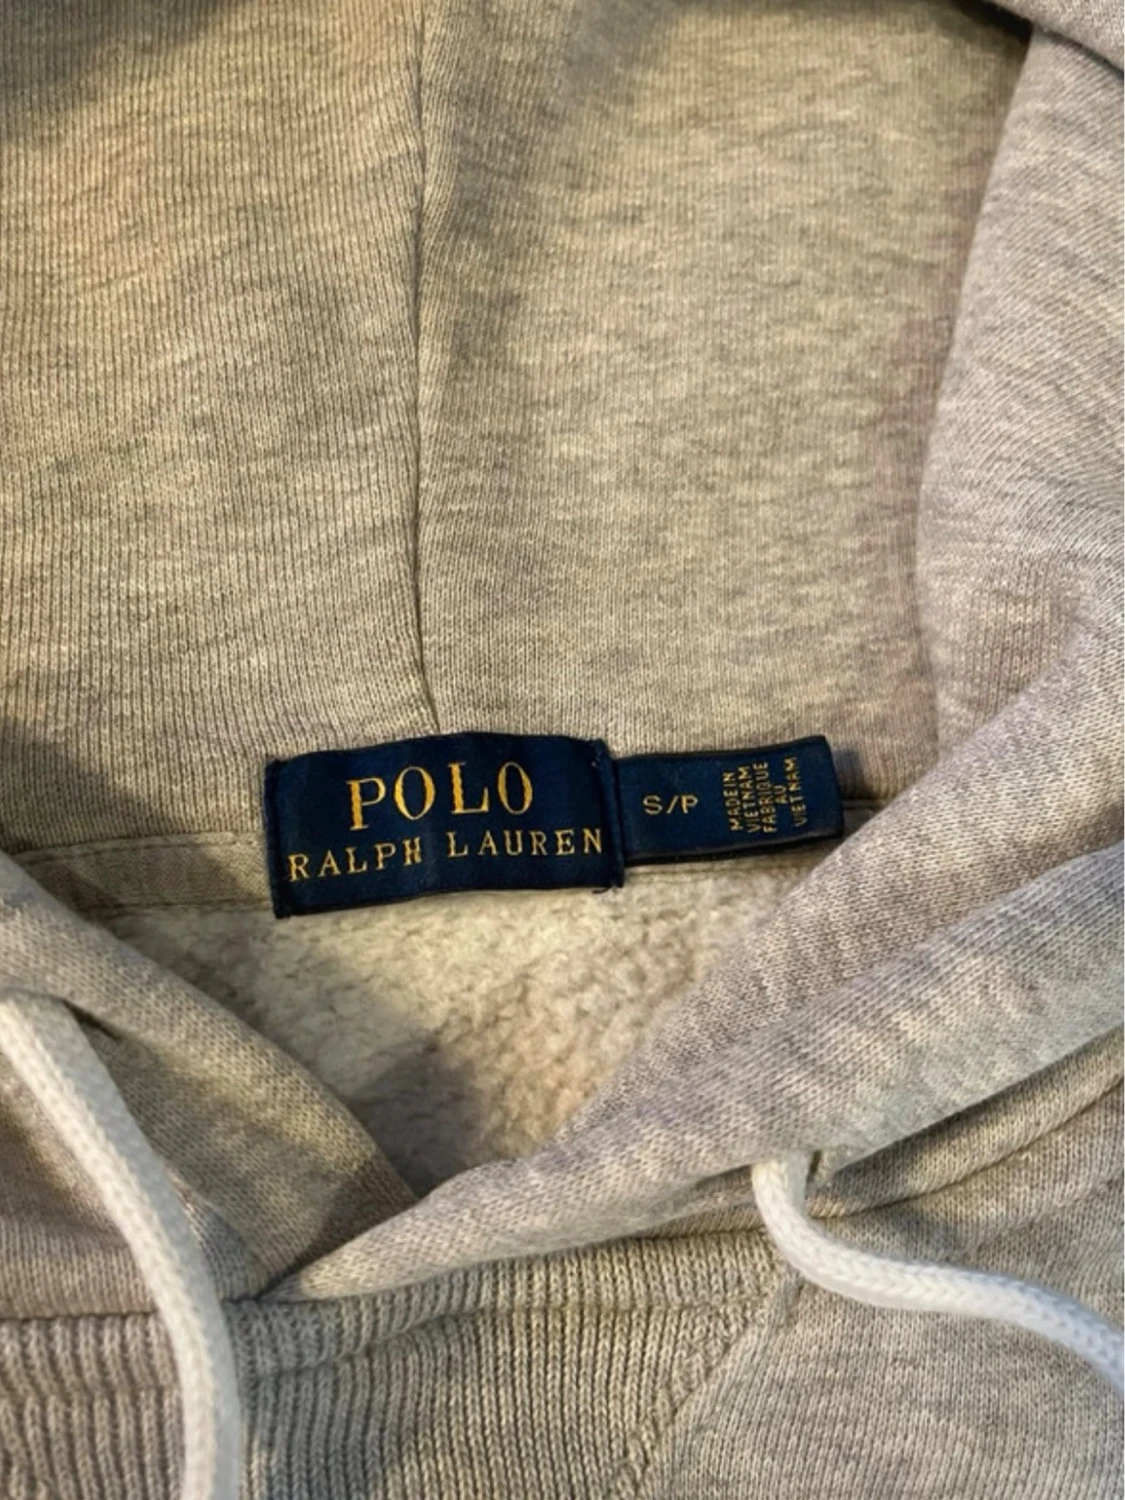 POLO
RALPH LAUREN
S/P
MADE IN
VIETNAM
FABRIQUE
AU
VIETNAM